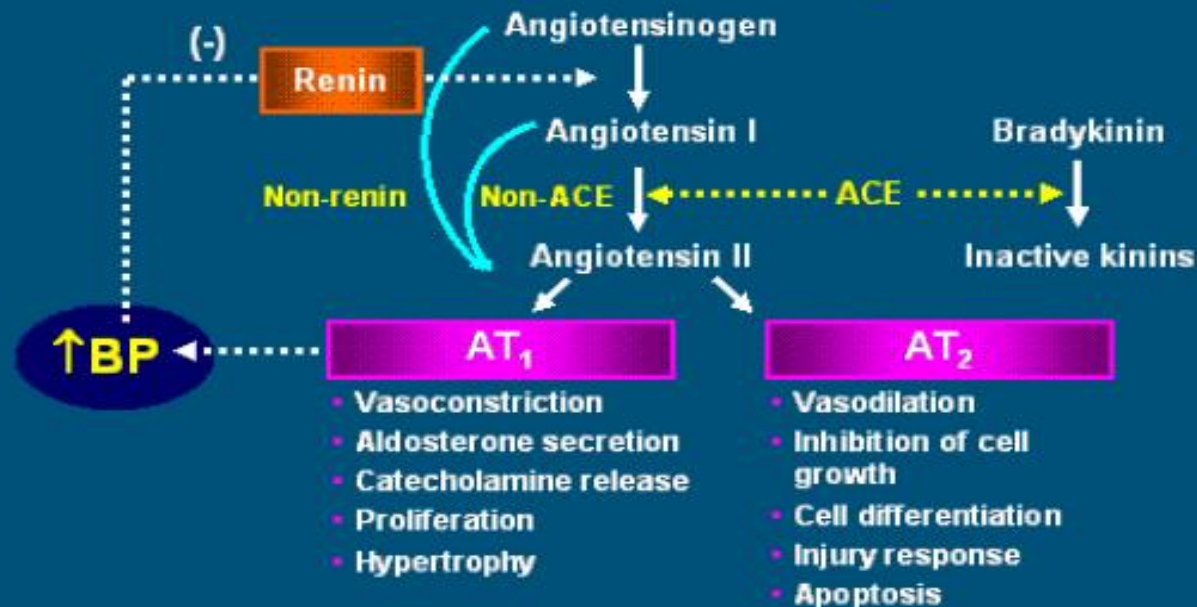 Angiotensinogen
(-)
Renin
Angiotensin I
Bradykinin
Non-renin
Non-ACE
ACE
Angiotensin II
Inactive kinins
↑BP
AT₁
• Vasoconstriction
• Aldosterone secretion
• Catecholamine release
• Proliferation
• Hypertrophy
AT₂
• Vasodilation
• Inhibition of cell
growth
• Cell differentiation
• Injury response
• Apoptosis